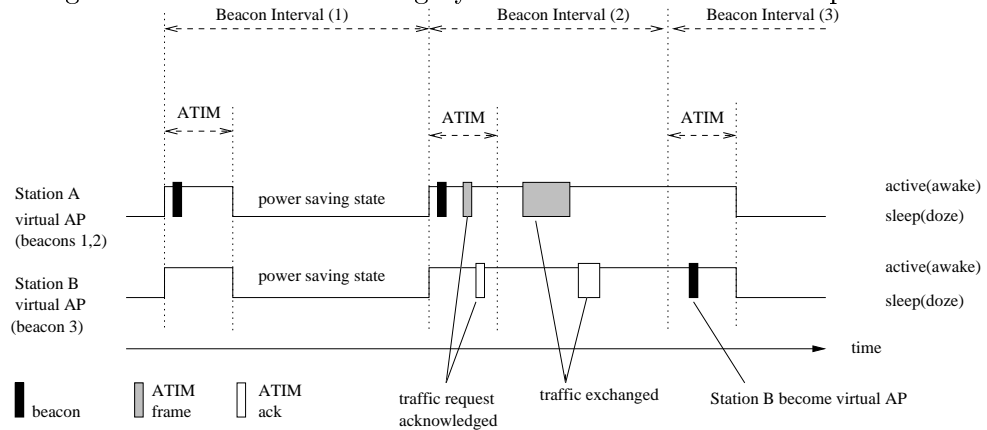 Beacon Interval (1)
Beacon Interval (2)
Beacon Interval (3)
ATIM
ATIM
ATIM
Station A
virtual AP
(beacons 1,2)
power saving state
active(awake)
sleep(doze)
Station B
virtual AP
(beacon 3)
power saving state
active(awake)
sleep(doze)
time
beacon
ATIM
frame
ATIM
ack
traffic request
acknowledged
traffic exchanged
Station B become virtual AP